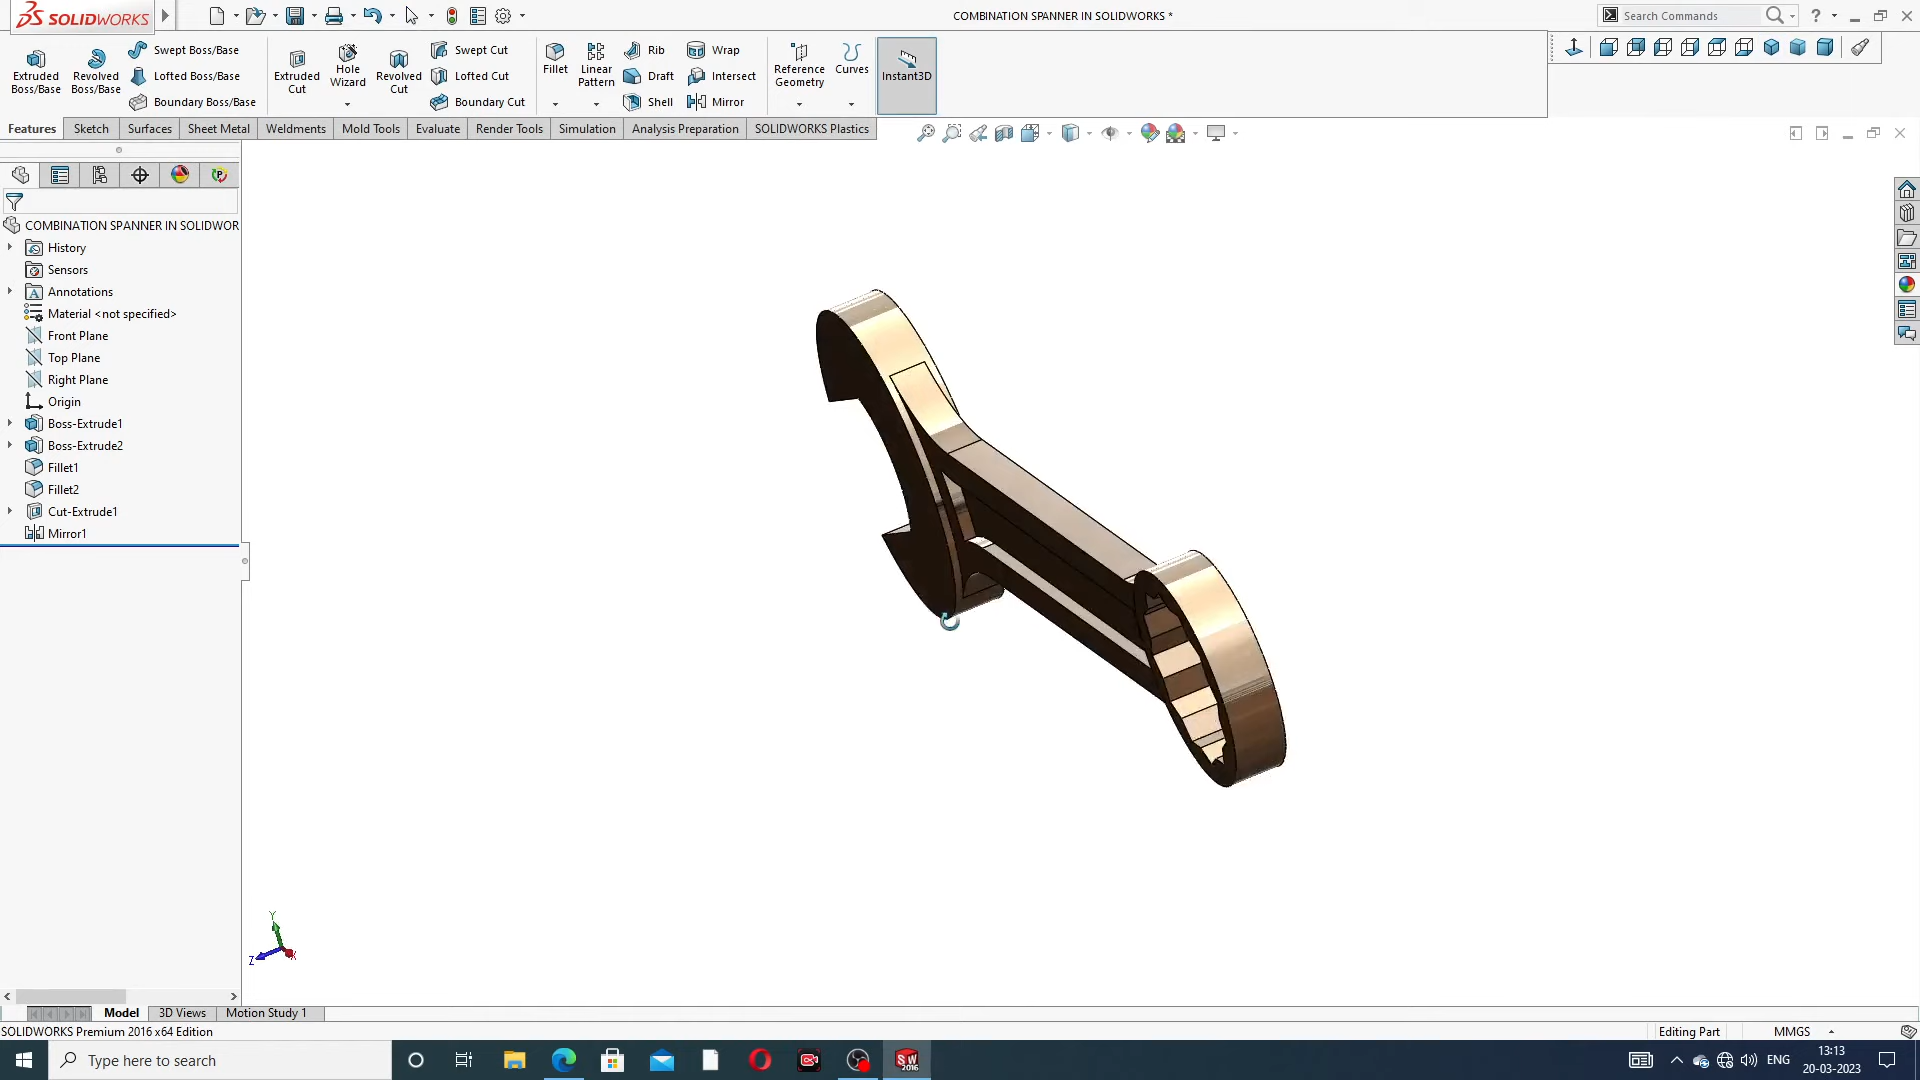 SOLIDWORKS
COMBINATION SPANNER IN SOLIDWORKS *
Search Commands
Extruded Boss/Base
Revolved Boss/Base
Swept Boss/Base
Lofted Boss/Base
Boundary Boss/Base
Extruded Cut
Hole Wizard
Revolved Cut
Swept Cut
Lofted Cut
Boundary Cut
Fillet
Linear Pattern
Rib
Draft
Shell
Wrap
Intersect
Mirror
Reference Geometry
Curves
Instant3D
Features
Sketch
Surfaces
Sheet Metal
Weldments
Mold Tools
Evaluate
Render Tools
Simulation
Analysis Preparation
SOLIDWORKS Plastics
COMBINATION SPANNER IN SOLIDWOR
History
Sensors
Annotations
Material <not specified>
Front Plane
Top Plane
Right Plane
Origin
Boss-Extrude1
Boss-Extrude2
Fillet1
Fillet2
Cut-Extrude1
Mirror1
Y
Z
X
Model
3D Views
Motion Study 1
SOLIDWORKS Premium 2016 x64 Edition
Editing Part
MMGS
Type here to search
SW
2016
ENG
13:13
20-03-2023